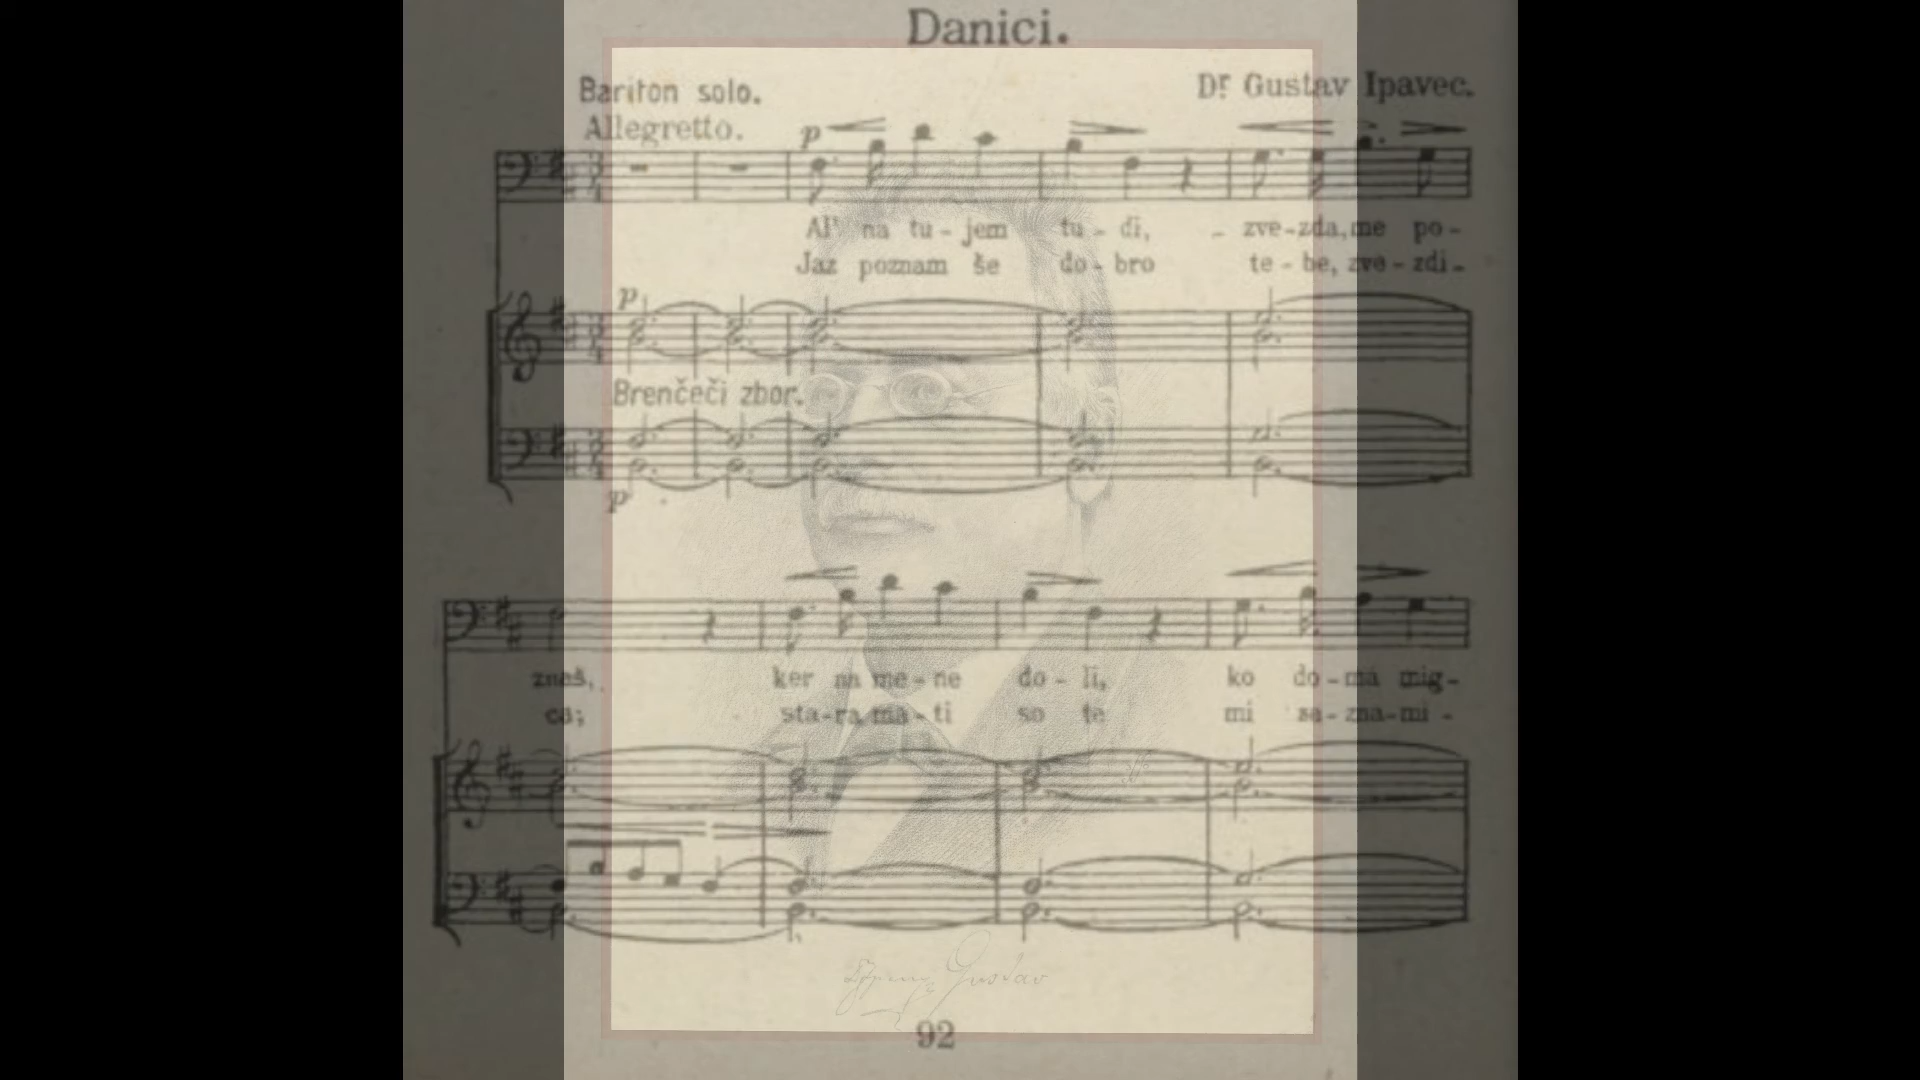 Danici.
Bariton solo.
Dr Gustav Ipavec.
Allegretto.
p
Al' na tu - jem tu - di, zve-zda, me po-
Jaz poznam še do - bro te - be, zve - zdi-
p
Brenčeči zbor.
p
znaš, ker na me - ne do - li, ko do - ma mig-
ca; sta-ra ma-ti so te mi se-zna-mi -
Gustav
92